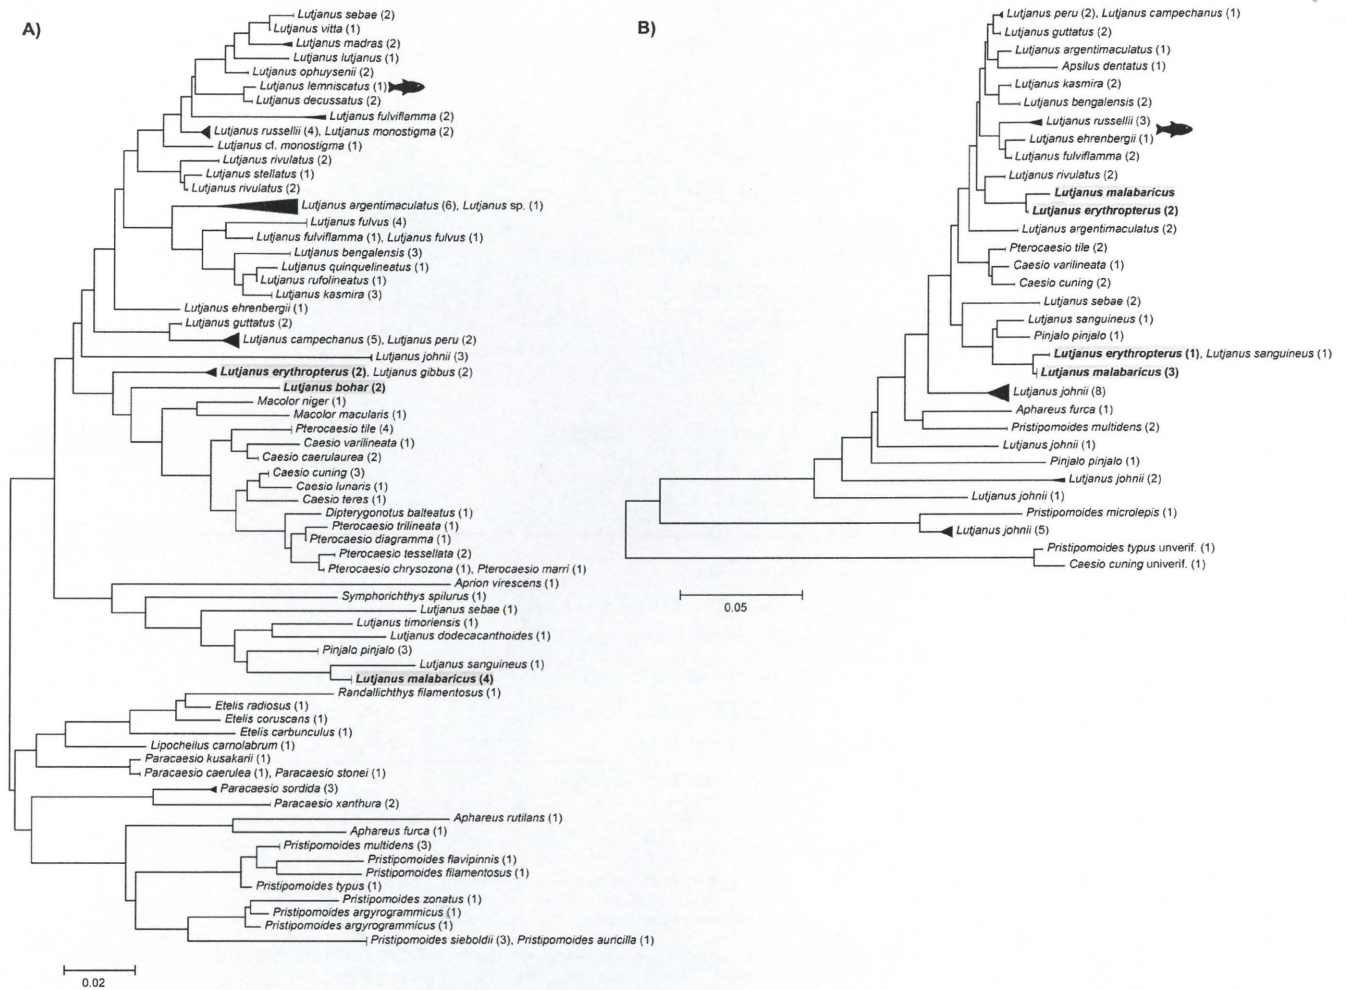 A)
Lutjanus sebae (2)
Lutjanus vitta (1)
Lutjanus madras (2)
Lutjanus lutjanus (1)
Lutjanus ophuysenii (2)
Lutjanus lemniscatus (1)
Lutjanus decussatus (2)
Lutjanus fulviflamma (2)
Lutjanus russellii (4), Lutjanus monostigma (2)
Lutjanus cf. monostigma (1)
Lutjanus rivulatus (2)
Lutjanus stellatus (1)
Lutjanus rivulatus (2)
Lutjanus argentimaculatus (6), Lutjanus sp. (1)
Lutjanus fulvus (4)
Lutjanus fulviflamma (1), Lutjanus fulvus (1)
Lutjanus bengalensis (3)
Lutjanus quinquelineatus (1)
Lutjanus rufolineatus (1)
Lutjanus kasmira (3)
Lutjanus ehrenbergii (1)
Lutjanus guttatus (2)
Lutjanus campechanus (5), Lutjanus peru (2)
Lutjanus johnii (3)
Lutjanus erythropterus (2), Lutjanus gibbus (2)
Lutjanus bohar (2)
Macolor niger (1)
Macolor macularis (1)
Pterocaesio tile (4)
Caesio varilineata (1)
Caesio caerulaurea (2)
Caesio cuning (3)
Caesio lunaris (1)
Caesio teres (1)
Dipterygonotus balteatus (1)
Pterocaesio trilineata (1)
Pterocaesio diagramma (1)
Pterocaesio tessellata (2)
Pterocaesio chrysozona (1), Pterocaesio marri (1)
Aprion virescens (1)
Symphorichthys spilurus (1)
Lutjanus sebae (1)
Lutjanus timoriensis (1)
Lutjanus dodecacanthoides (1)
Pinjalo pinjalo (3)
Lutjanus sanguineus (1)
Lutjanus malabaricus (4)
Randallichthys filamentosus (1)
Etelis radiosus (1)
Etelis coruscans (1)
Etelis carbunculus (1)
Lipocheilus carnolabrum (1)
Paracaesio kusakarii (1)
Paracaesio caerulea (1), Paracaesio stonei (1)
Paracaesio sordida (3)
Paracaesio xanthura (2)
Aphareus rutilans (1)
Aphareus furca (1)
Pristipomoides multidens (3)
Pristipomoides flavipinnis (1)
Pristipomoides filamentosus (1)
Pristipomoides typus (1)
Pristipomoides zonatus (1)
Pristipomoides argyrogrammicus (1)
Pristipomoides argyrogrammicus (1)
Pristipomoides sieboldii (3), Pristipomoides auricilla (1)
0.02
B)
Lutjanus peru (2), Lutjanus campechanus (1)
Lutjanus guttatus (2)
Lutjanus argentimaculatus (1)
Apsilus dentatus (1)
Lutjanus kasmira (2)
Lutjanus bengalensis (2)
Lutjanus russellii (3)
Lutjanus ehrenbergii (1)
Lutjanus fulviflamma (2)
Lutjanus rivulatus (2)
Lutjanus malabaricus
Lutjanus erythropterus (2)
Lutjanus argentimaculatus (2)
Pterocaesio tile (2)
Caesio varilineata (1)
Caesio cuning (2)
Lutjanus sebae (2)
Lutjanus sanguineus (1)
Pinjalo pinjalo (1)
Lutjanus erythropterus (1), Lutjanus sanguineus (1)
Lutjanus malabaricus (3)
Lutjanus johnii (8)
Aphareus furca (1)
Pristipomoides multidens (2)
Lutjanus johnii (1)
Pinjalo pinjalo (1)
Lutjanus johnii (2)
Lutjanus johnii (1)
Pristipomoides microlepis (1)
Lutjanus johnii (5)
Pristipomoides typus unverif. (1)
Caesio cuning univerif. (1)
0.05